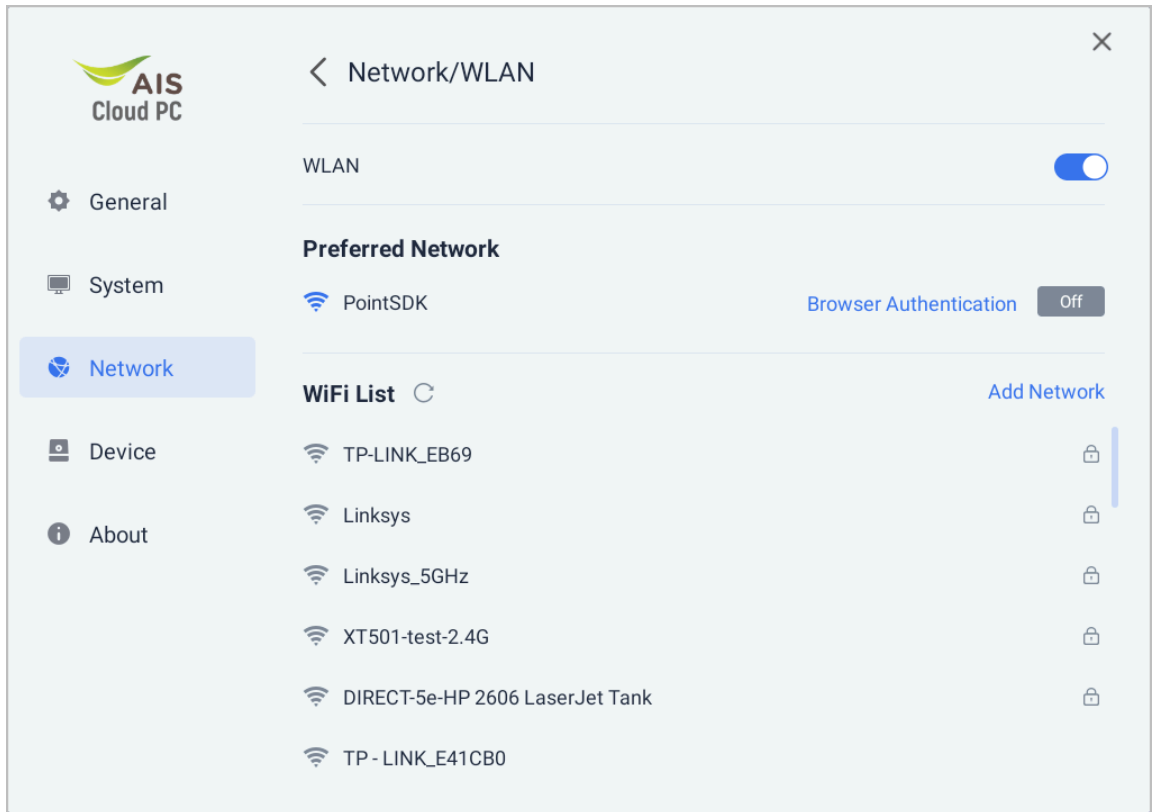 AIS
Cloud PC
Network/WLAN
WLAN
General
System
Network
Device
About
Preferred Network
PointSDK
Browser Authentication
Off
WiFi List
Add Network
TP-LINK_EB69
Linksys
Linksys_5GHz
XT501-test-2.4G
DIRECT-5e-HP 2606 LaserJet Tank
TP - LINK_E41CB0